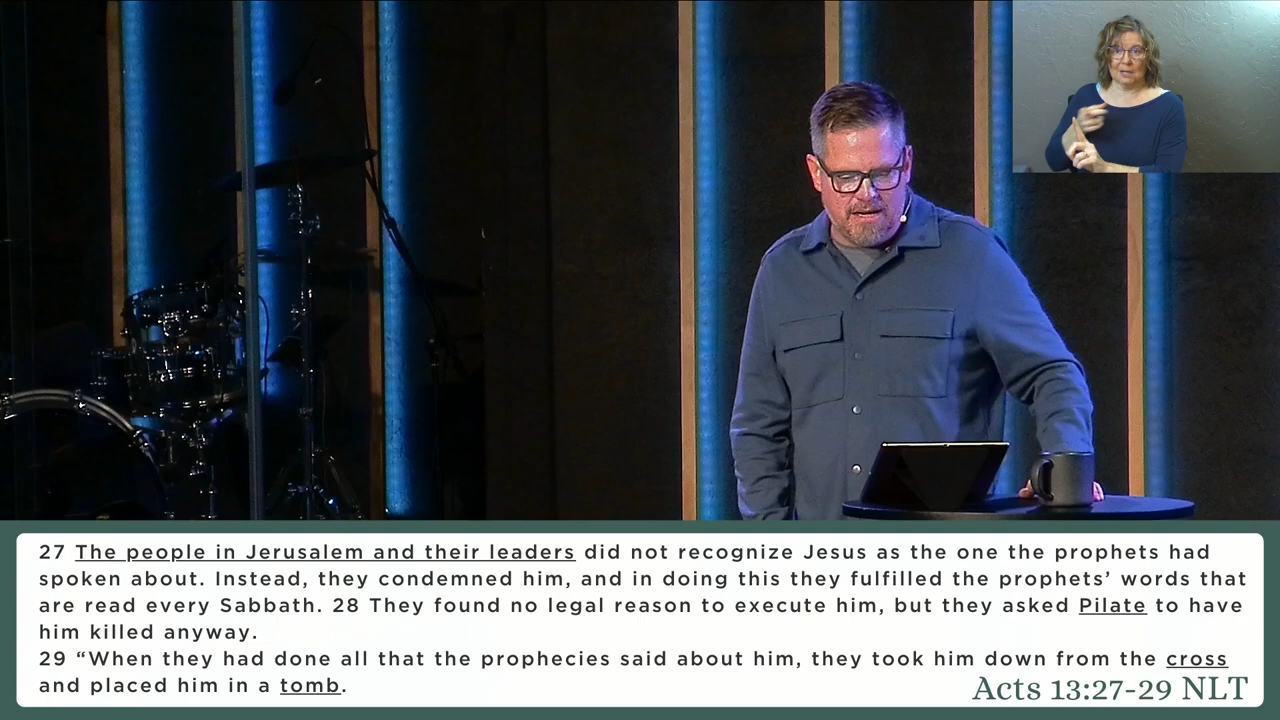 27 The people in Jerusalem and their leaders did not recognize Jesus as the one the prophets had
spoken about. Instead, they condemned him, and in doing this they fulfilled the prophets’ words that
are read every Sabbath. 28 They found no legal reason to execute him, but they asked Pilate to have
him killed anyway.
29 “When they had done all that the prophecies said about him, they took him down from the cross
and placed him in a tomb.
Acts 13:27-29 NLT